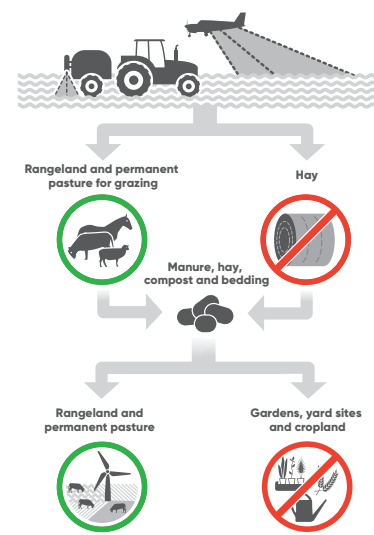 Rangeland and permanent
pasture for grazing
Hay
Manure, hay,
compost and bedding
Rangeland and
permanent pasture
Gardens, yard sites
and cropland